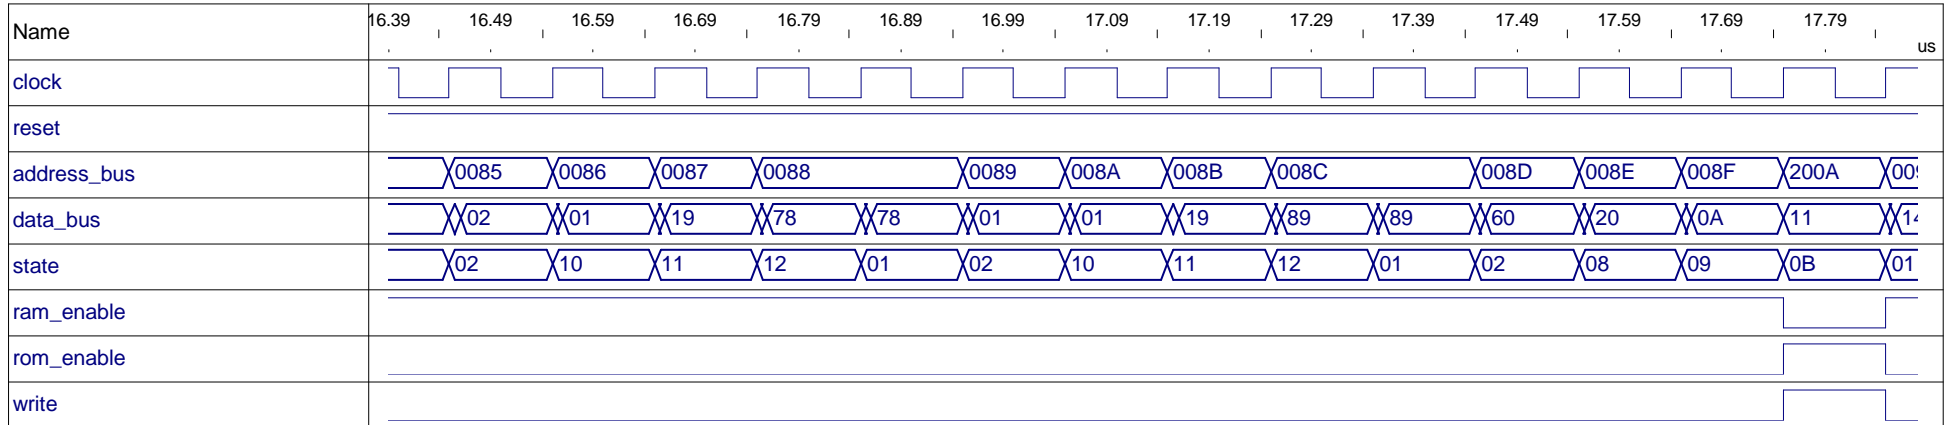 Name 16.39 16.49 16.59 16.69 16.79 16.89 16.99 17.09 17.19 17.29 17.39 17.49 17.59 17.69 17.79
us
clock
reset
address_bus 0085 0086 0087 0088 0089 008A 008B 008C 008D 008E 008F 200A 009
data_bus 02 01 19 78 78 01 01 19 89 89 60 20 0A 11 14
state 02 10 11 12 01 02 10 11 12 01 02 08 09 0B 01
ram_enable
rom_enable
write